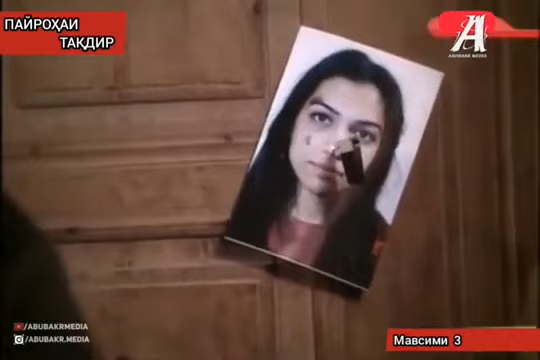 ПАЙРОҲАИ
ТАҚДИР
A
ABUBAKR MEDIA
/ABUBAKRMEDIA
/ABUBAKR.MEDIA
Мавсими 3